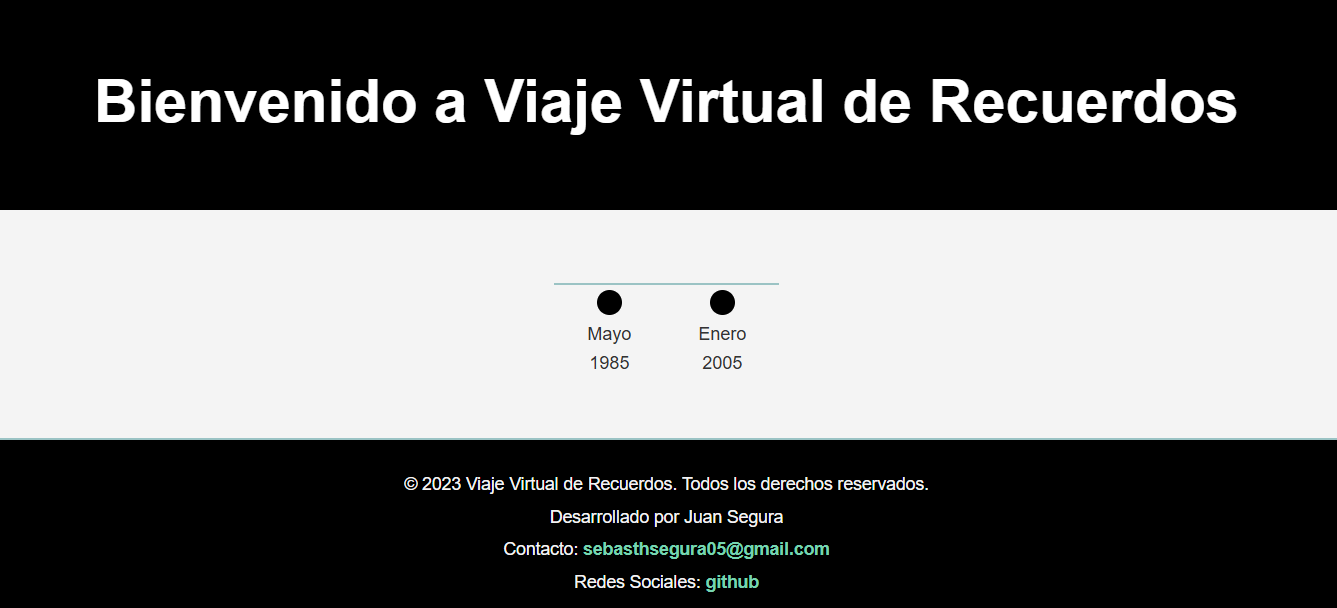 Bienvenido a Viaje Virtual de Recuerdos
Mayo Enero
1985 2005
© 2023 Viaje Virtual de Recuerdos. Todos los derechos reservados.
Desarrollado por Juan Segura
Contacto: sebasthsegura05@gmail.com
Redes Sociales: github